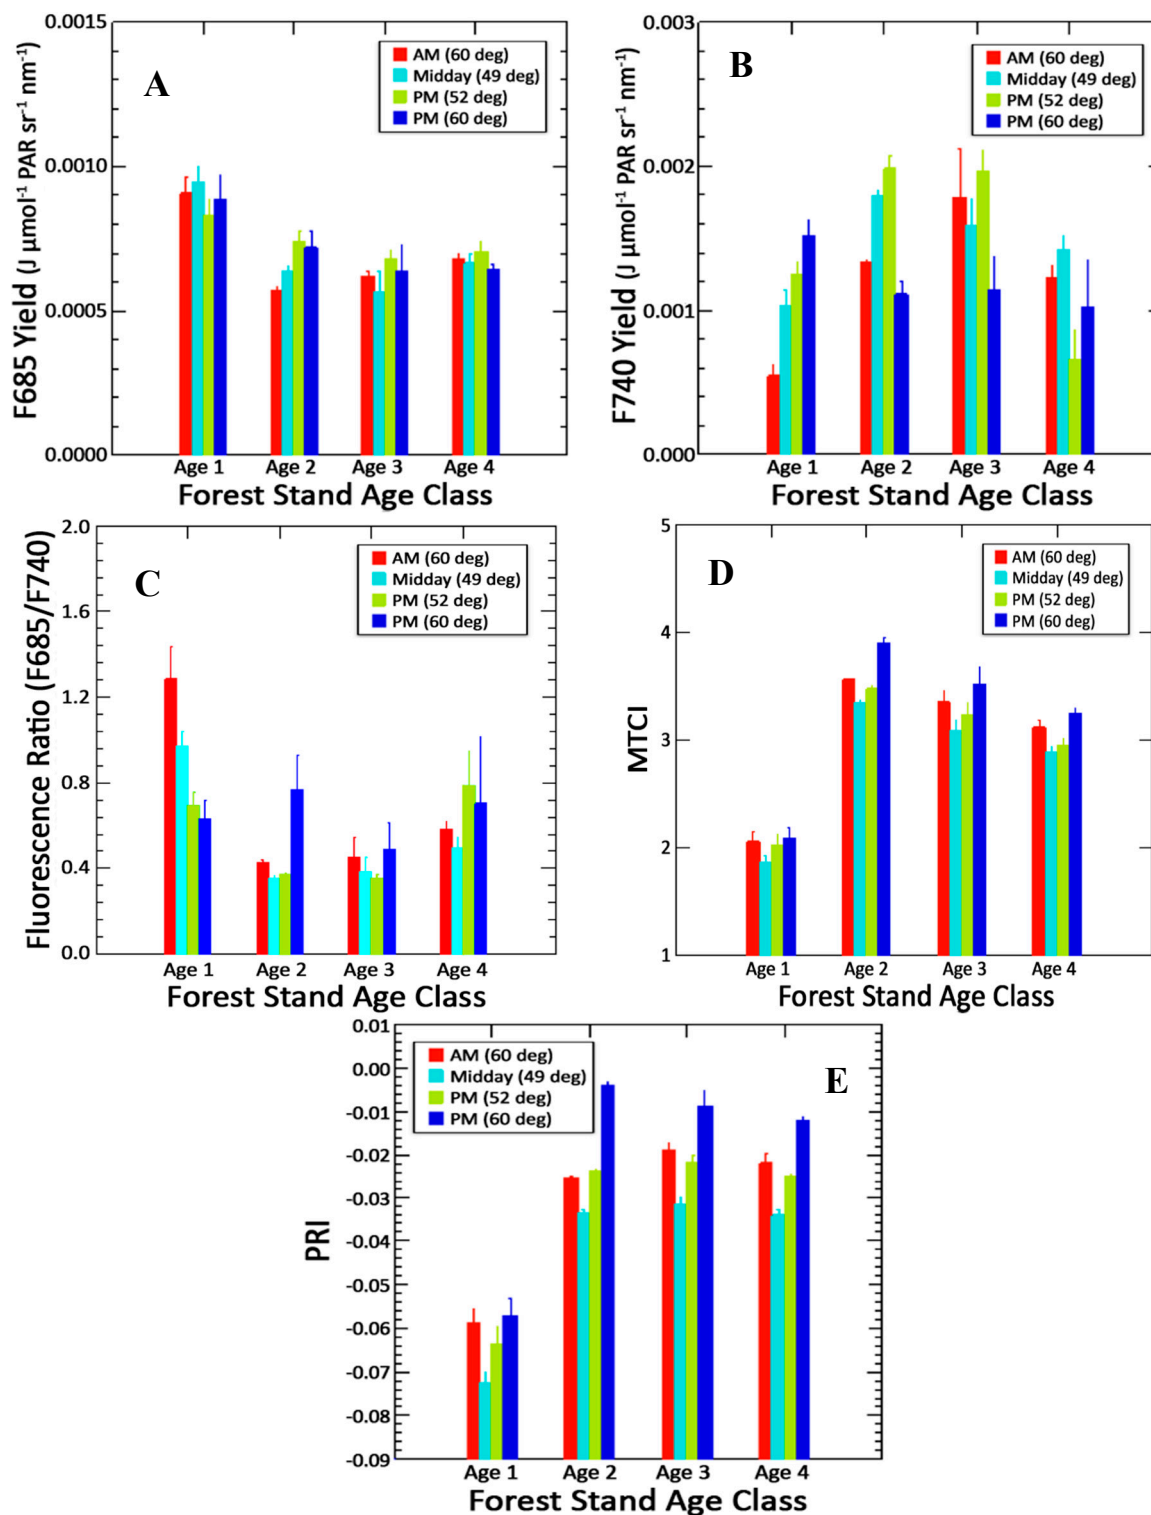 A
F685 Yield (J µmol⁻¹ PAR sr⁻¹ nm⁻¹)
0.0015
0.0010
0.0005
0.0000
AM (60 deg)
Midday (49 deg)
PM (52 deg)
PM (60 deg)
Age 1 Age 2 Age 3 Age 4
Forest Stand Age Class
B
F740 Yield (J µmol⁻¹ PAR sr⁻¹ nm⁻¹)
0.003
0.002
0.001
0.000
AM (60 deg)
Midday (49 deg)
PM (52 deg)
PM (60 deg)
Age 1 Age 2 Age 3 Age 4
Forest Stand Age Class
C
Fluorescence Ratio (F685/F740)
2.0
1.6
1.2
0.8
0.4
0.0
AM (60 deg)
Midday (49 deg)
PM (52 deg)
PM (60 deg)
Age 1 Age 2 Age 3 Age 4
Forest Stand Age Class
D
MTCI
5
4
3
2
1
AM (60 deg)
Midday (49 deg)
PM (52 deg)
PM (60 deg)
Age 1 Age 2 Age 3 Age 4
Forest Stand Age Class
E
PRI
0.01
0.00
-0.01
-0.02
-0.03
-0.04
-0.05
-0.06
-0.07
-0.08
-0.09
AM (60 deg)
Midday (49 deg)
PM (52 deg)
PM (60 deg)
Age 1 Age 2 Age 3 Age 4
Forest Stand Age Class